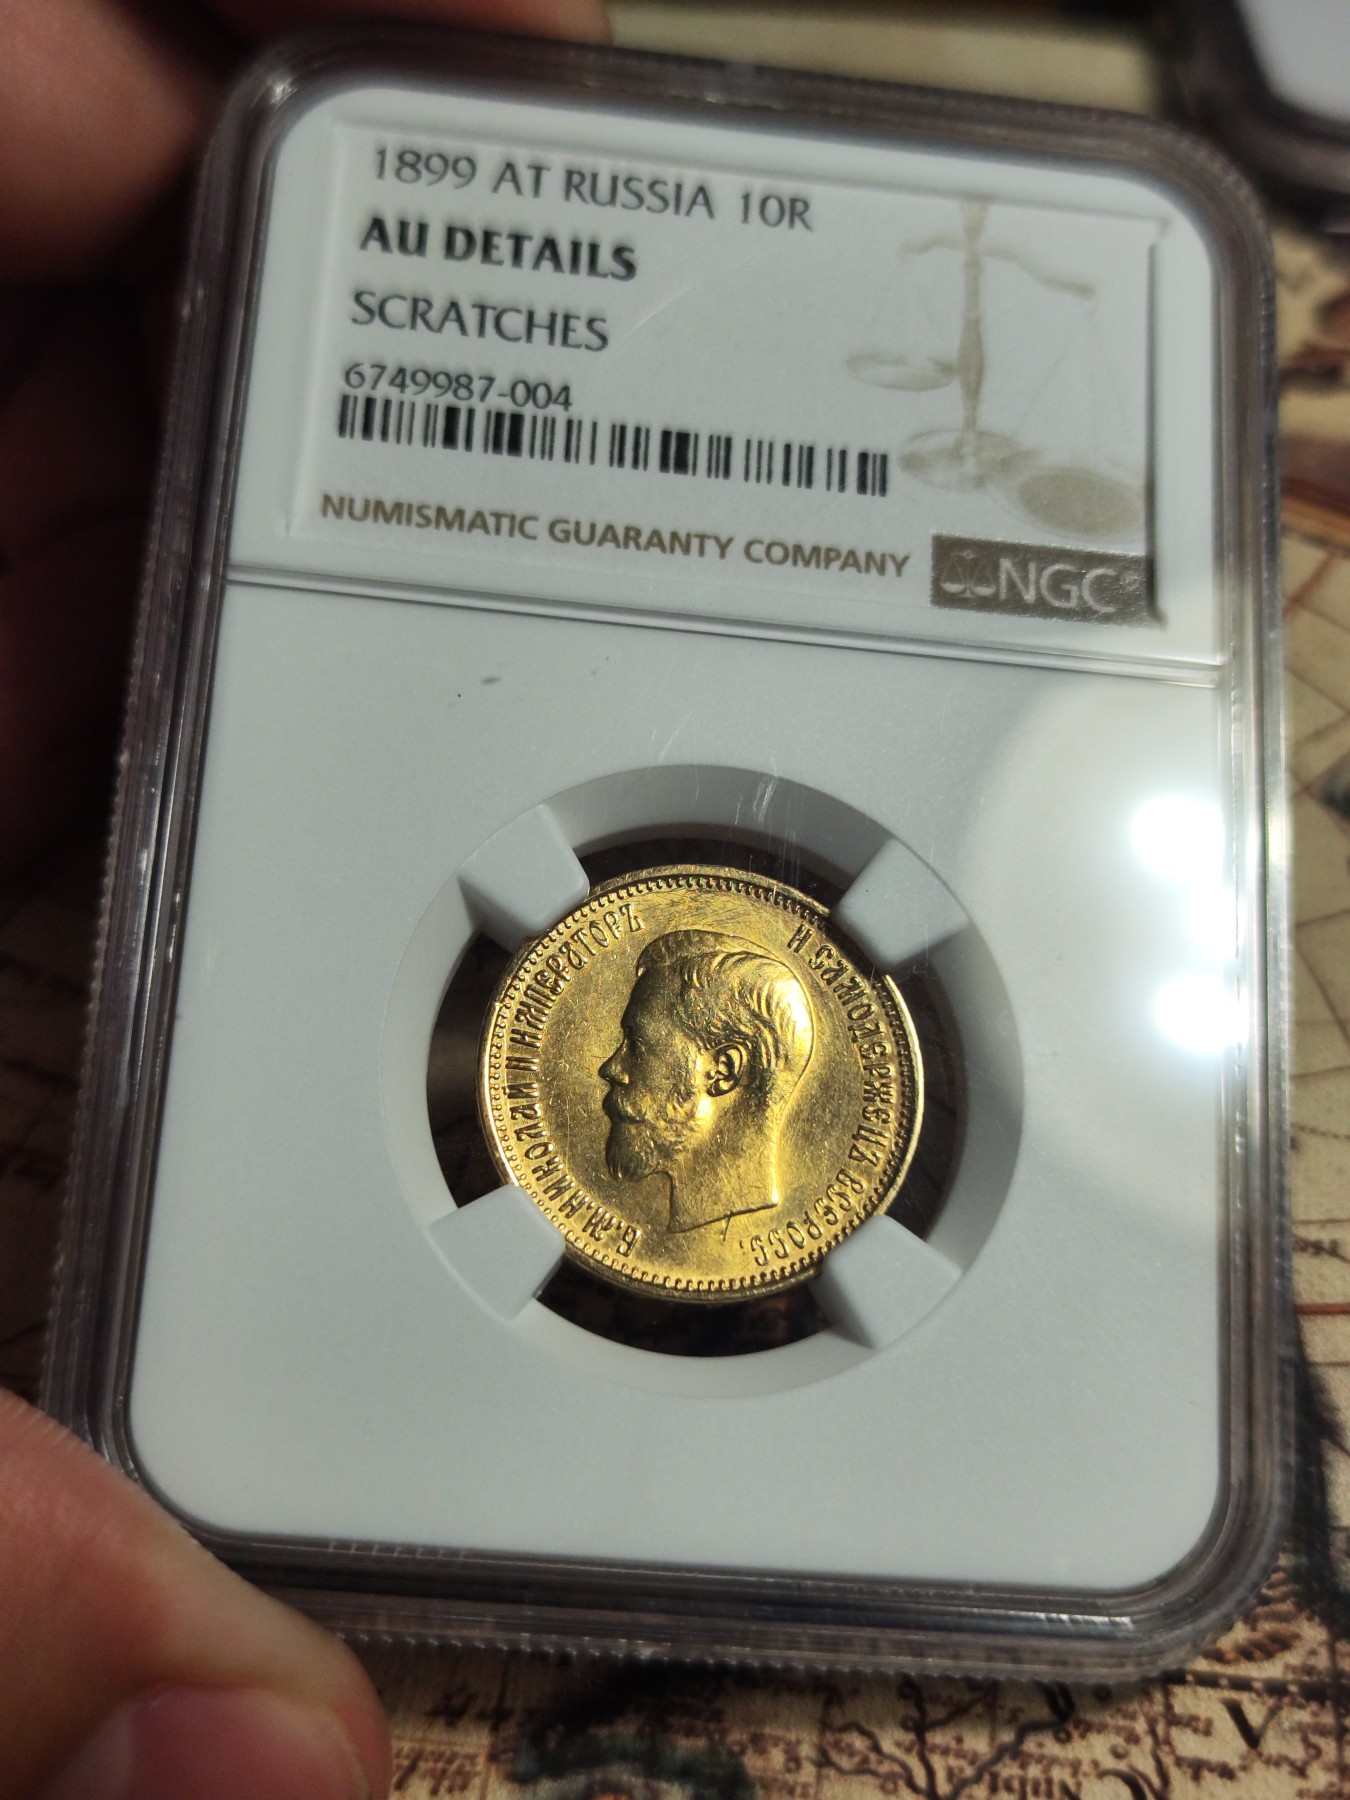 1899 AT RUSSIA 10R
AU DETAILS
SCRATCHES
6749987-004
NUMISMATIC GUARANTY COMPANY
NGC
Б.М.НИКОЛАЙ II ИМПЕРАТОРЪ
И САМОДЕРЖЕЦЪ ВСЕРОСС.